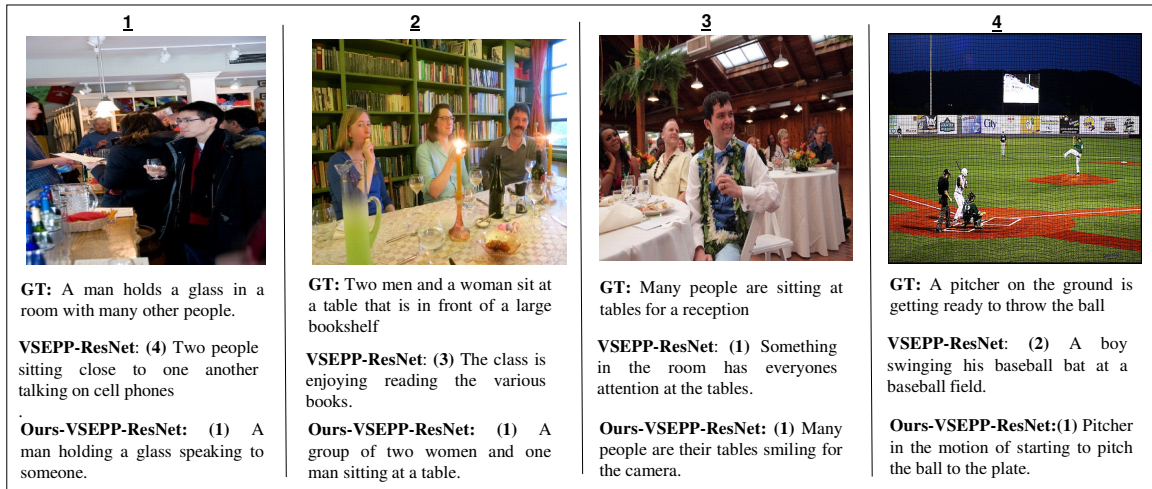 1
GT: A man holds a glass in a
room with many other people.
VSEPP-ResNet: (4) Two people
sitting close to one another
talking on cell phones
.
Ours-VSEPP-ResNet: (1) A
man holding a glass speaking to
someone.
2
GT: Two men and a woman sit at
a table that is in front of a large
bookshelf
VSEPP-ResNet: (3) The class is
enjoying reading the various
books.
Ours-VSEPP-ResNet: (1) A
group of two women and one
man sitting at a table.
3
GT: Many people are sitting at
tables for a reception
VSEPP-ResNet: (1) Something
in the room has everyones
attention at the tables.
Ours-VSEPP-ResNet: (1) Many
people are their tables smiling for
the camera.
4
City
GT: A pitcher on the ground is
getting ready to throw the ball
VSEPP-ResNet: (2) A boy
swinging his baseball bat at a
baseball field.
Ours-VSEPP-ResNet:(1) Pitcher
in the motion of starting to pitch
the ball to the plate.